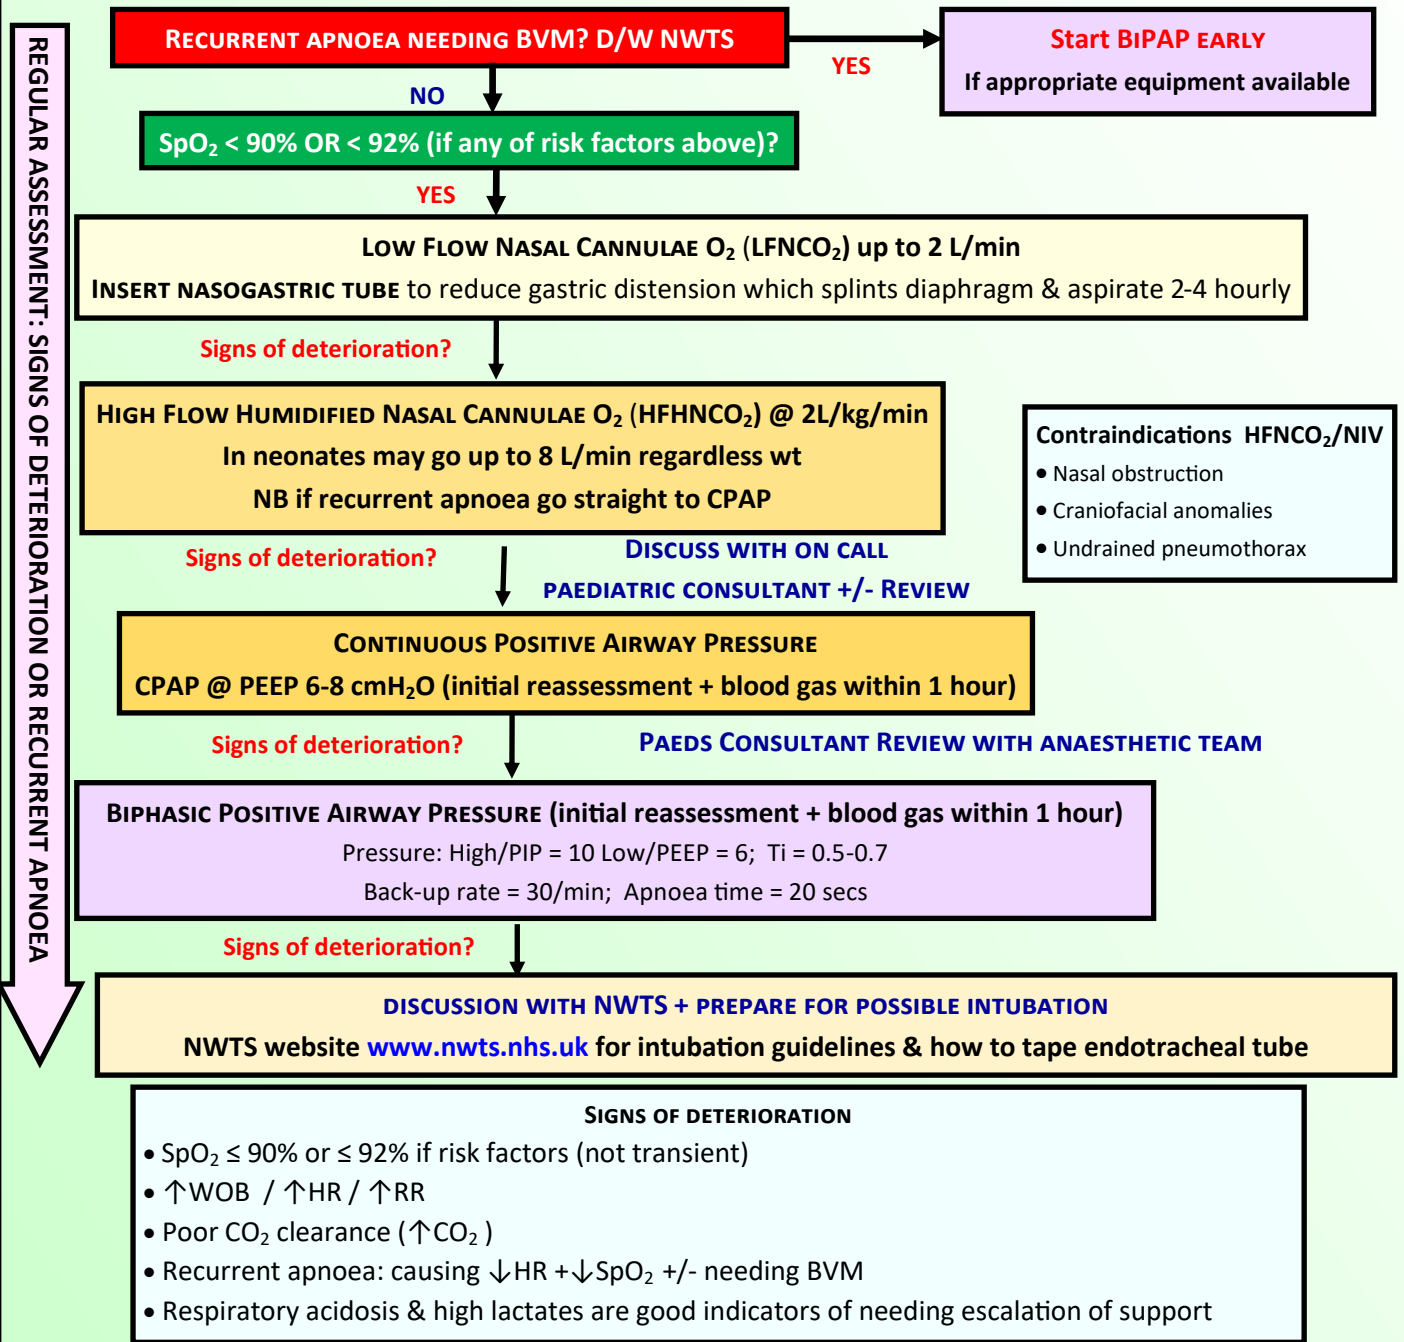 REGULAR ASSESSMENT: SIGNS OF DETERIORATION OR RECURRENT APNOEA
RECURRENT APNOEA NEEDING BVM? D/W NWTS
YES
Start BiPAP EARLY
If appropriate equipment available
NO
SpO₂ < 90% OR < 92% (if any of risk factors above)?
YES
LOW FLOW NASAL CANNULAE O₂ (LFNCO₂) up to 2 L/min
INSERT NASOGASTRIC TUBE to reduce gastric distension which splints diaphragm & aspirate 2-4 hourly
Signs of deterioration?
HIGH FLOW HUMIDIFIED NASAL CANNULAE O₂ (HFHNCO₂) @ 2L/kg/min
In neonates may go up to 8 L/min regardless wt
NB if recurrent apnoea go straight to CPAP
Contraindications HFNCO₂/NIV
• Nasal obstruction
• Craniofacial anomalies
• Undrained pneumothorax
Signs of deterioration?
DISCUSS WITH ON CALL
PAEDIATRIC CONSULTANT +/- REVIEW
CONTINUOUS POSITIVE AIRWAY PRESSURE
CPAP @ PEEP 6-8 cmH₂O (initial reassessment + blood gas within 1 hour)
Signs of deterioration?
PAEDS CONSULTANT REVIEW WITH ANAESTHETIC TEAM
BIPHASIC POSITIVE AIRWAY PRESSURE (initial reassessment + blood gas within 1 hour)
Pressure: High/PIP = 10 Low/PEEP = 6; Ti = 0.5-0.7
Back-up rate = 30/min; Apnoea time = 20 secs
Signs of deterioration?
DISCUSSION WITH NWTS + PREPARE FOR POSSIBLE INTUBATION
NWTS website www.nwts.nhs.uk for intubation guidelines & how to tape endotracheal tube
SIGNS OF DETERIORATION
• SpO₂ ≤ 90% or ≤ 92% if risk factors (not transient)
• ↑WOB / ↑HR / ↑RR
• Poor CO₂ clearance (↑CO₂ )
• Recurrent apnoea: causing ↓HR +↓SpO₂ +/- needing BVM
• Respiratory acidosis & high lactates are good indicators of needing escalation of support